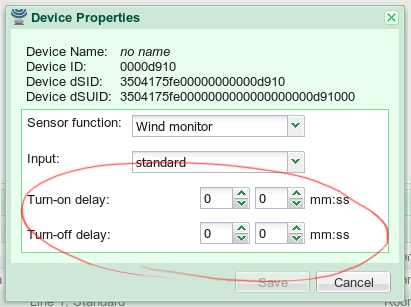 Device Properties
Device Name: no name
Device ID: 0000d910
Device dSID: 3504175fe00000000000d910
Device dSUID: 3504175fe0000000000000000000d91000
Sensor function: Wind monitor
Input: standard
Turn-on delay: 0 0 mm:ss
Turn-off delay: 0 0 mm:ss
Save Cancel
Line 1, Standard